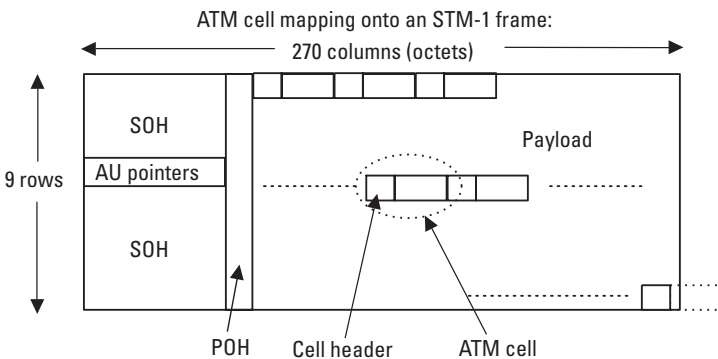 ATM cell mapping onto an STM-1 frame:
270 columns (octets)
SOH
Payload
9 rows
AU pointers
SOH
POH
Cell header
ATM cell